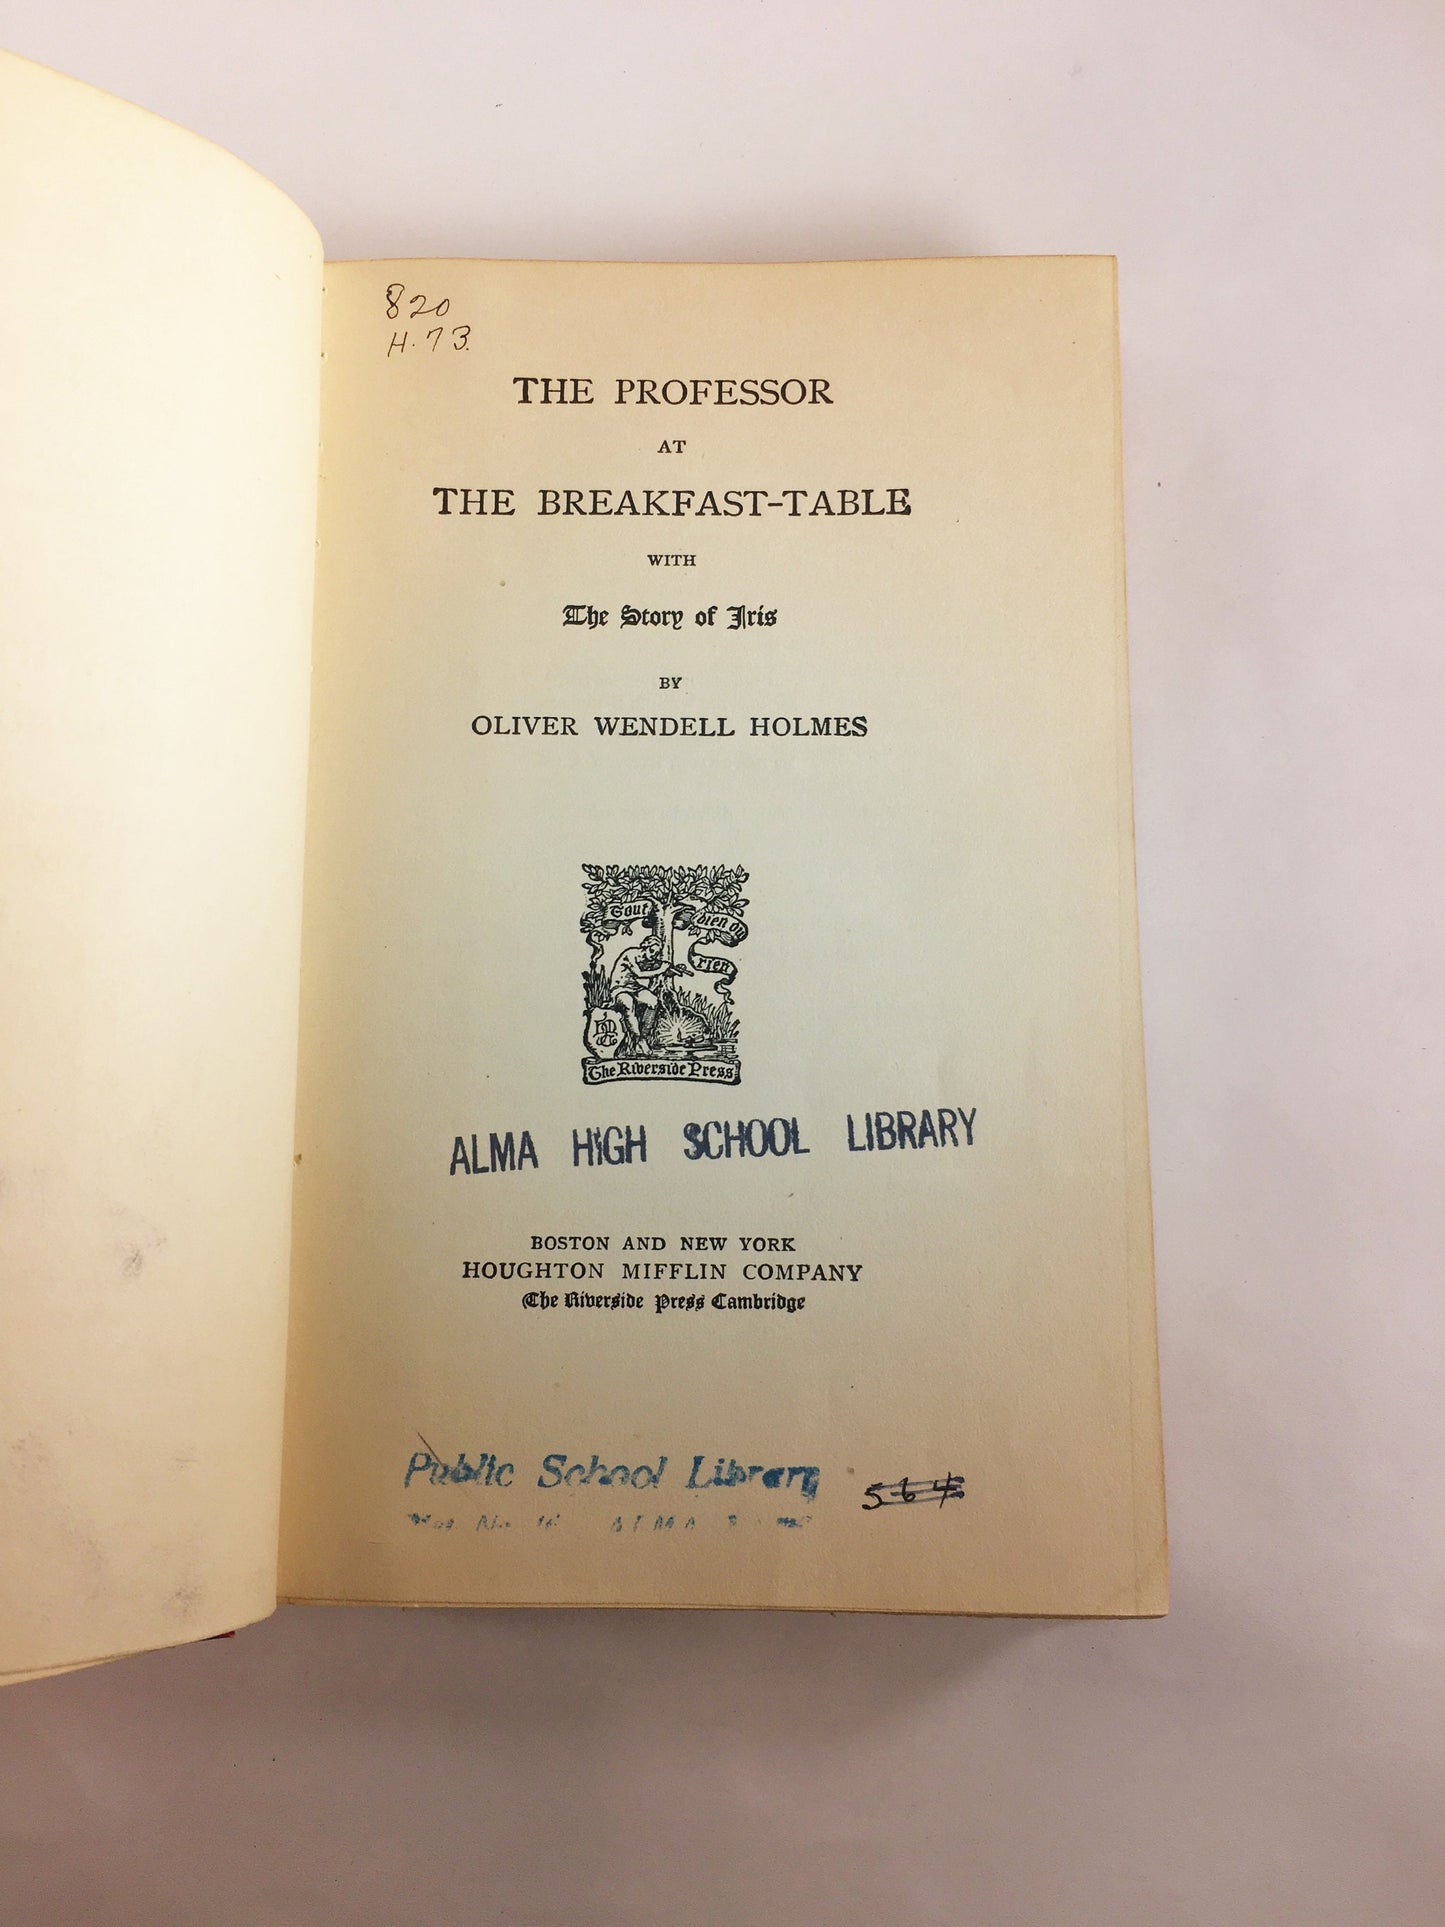 820
H.73.
THE PROFESSOR
AT
THE BREAKFAST-TABLE
WITH
The Story of Iris
BY
OLIVER WENDELL HOLMES
Tout bien ou
rien
The Riverside Press
ALMA HIGH SCHOOL LIBRARY
BOSTON AND NEW YORK
HOUGHTON MIFFLIN COMPANY
The Riverside Press Cambridge
Public School Library
564
ALMA